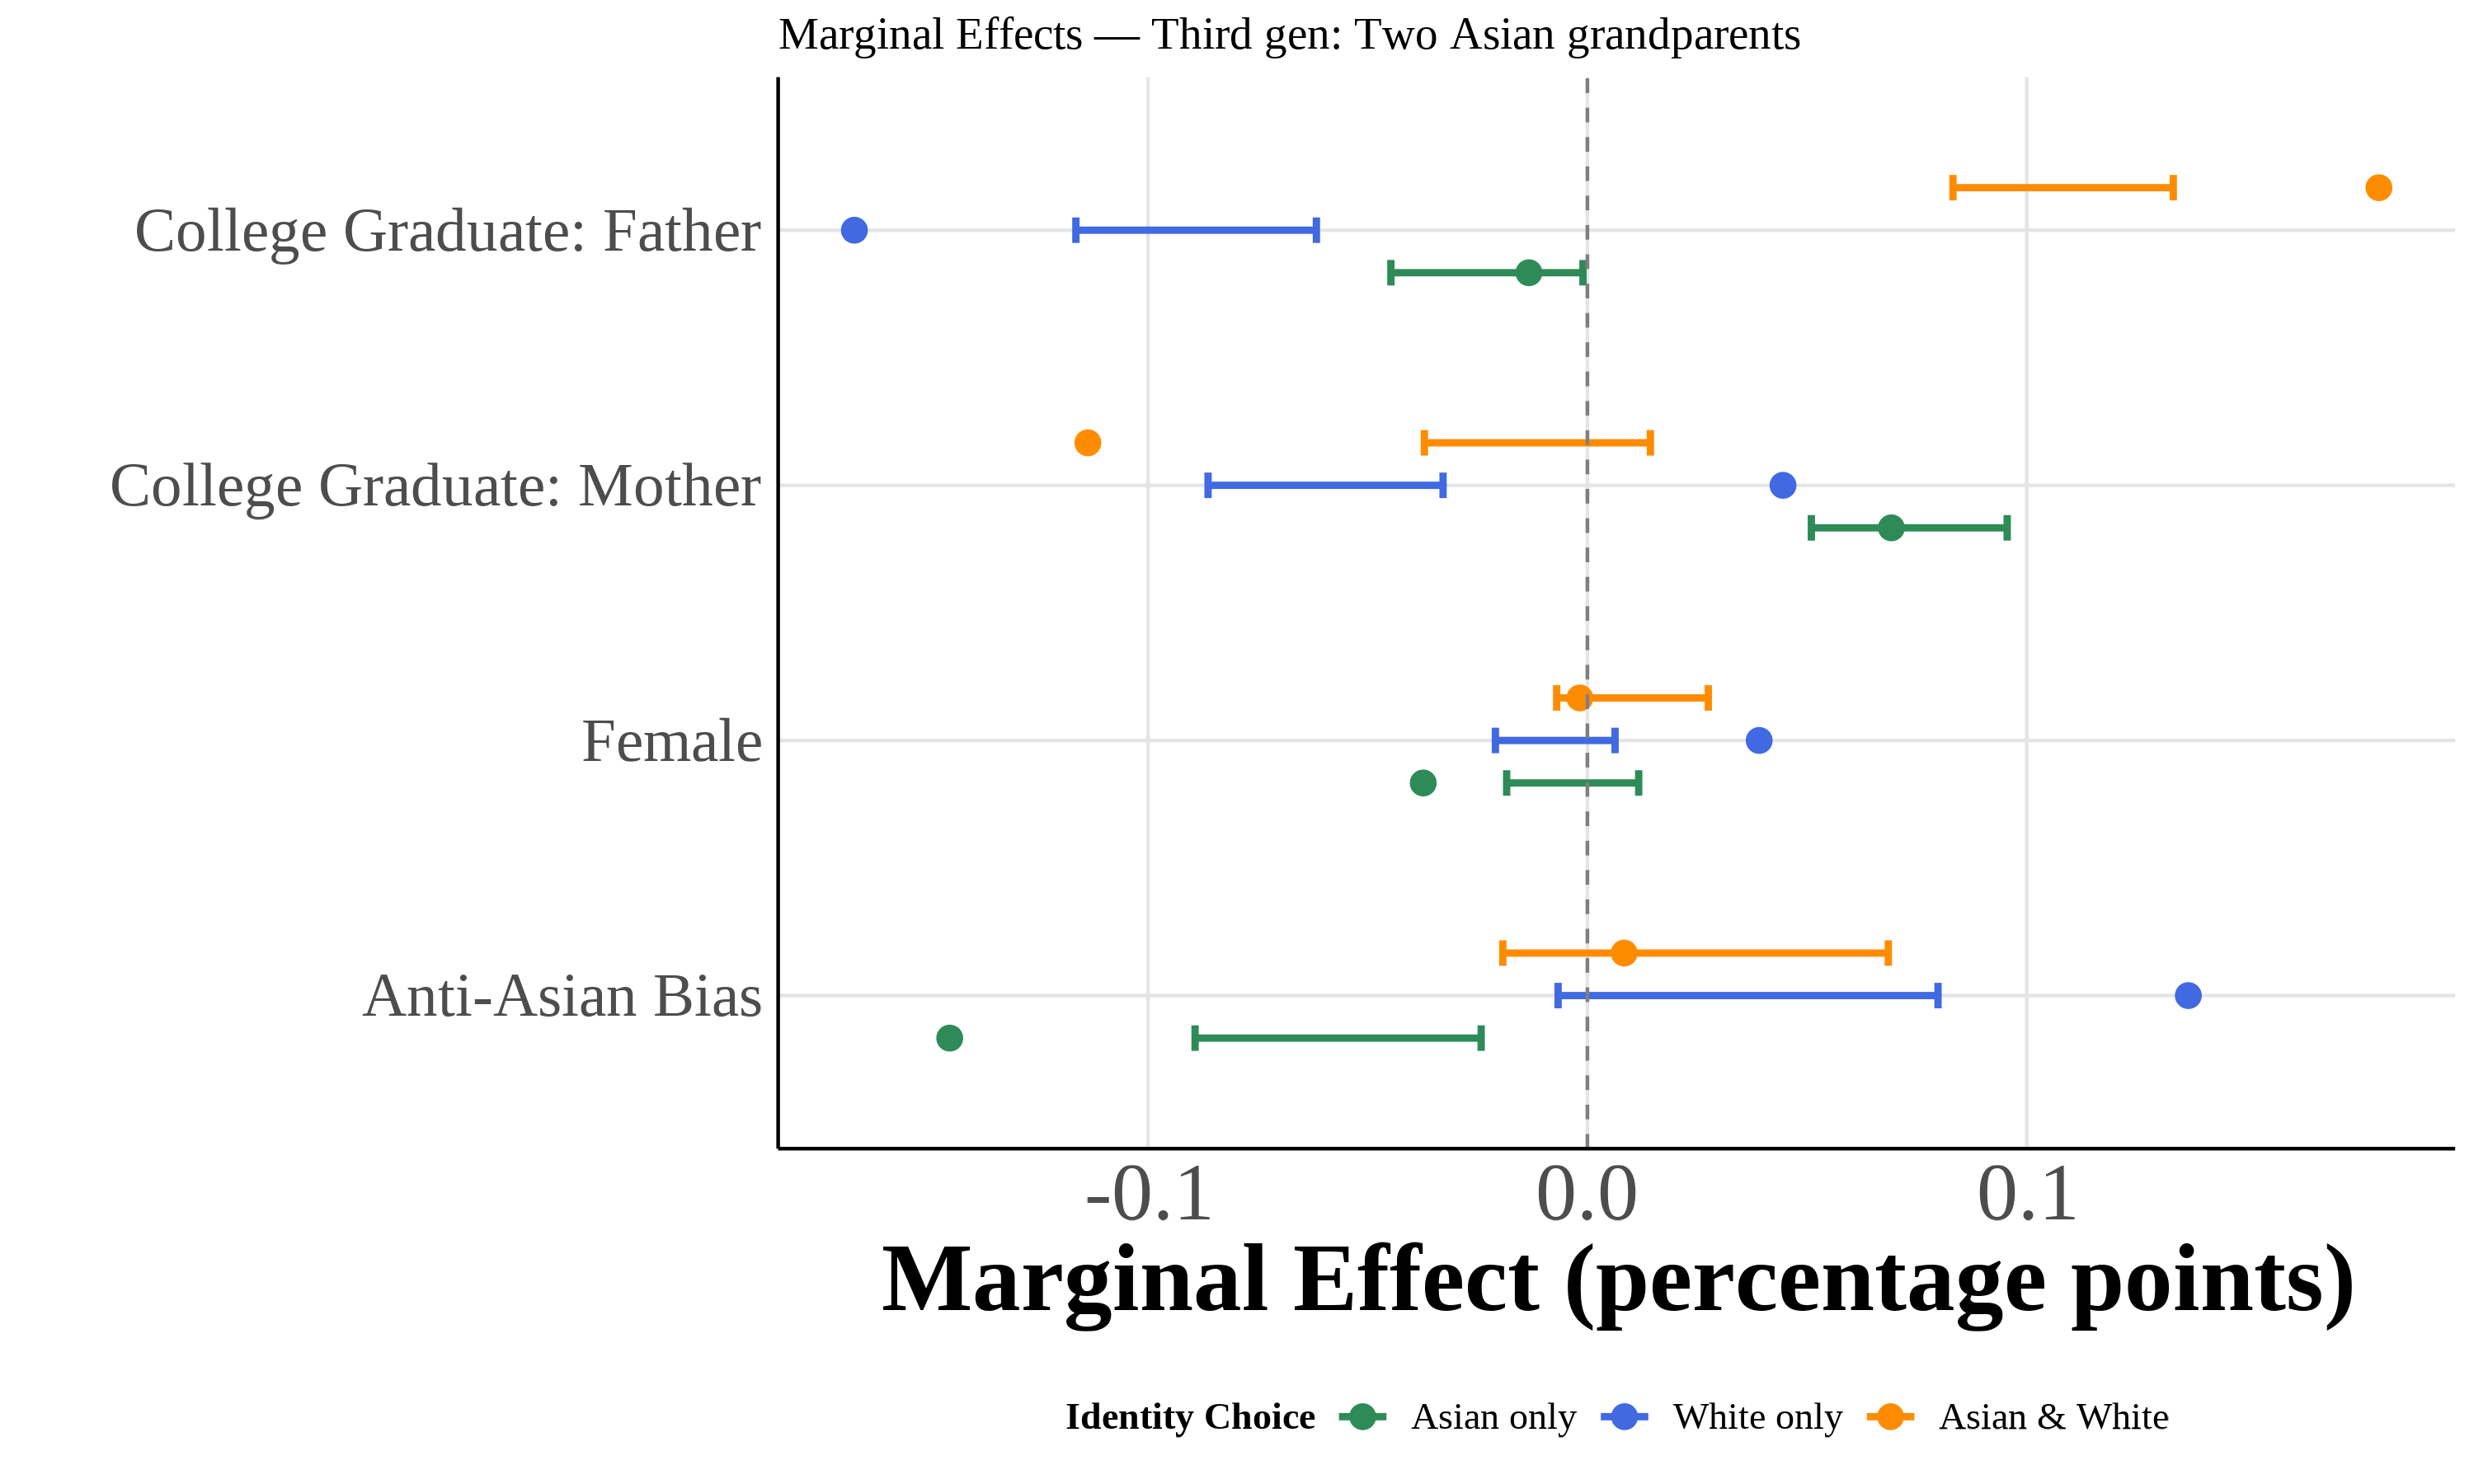 Marginal Effects — Third gen: Two Asian grandparents
College Graduate: Father
College Graduate: Mother
Female
Anti-Asian Bias
-0.1 0.0 0.1
Marginal Effect (percentage points)
Identity Choice Asian only White only Asian & White